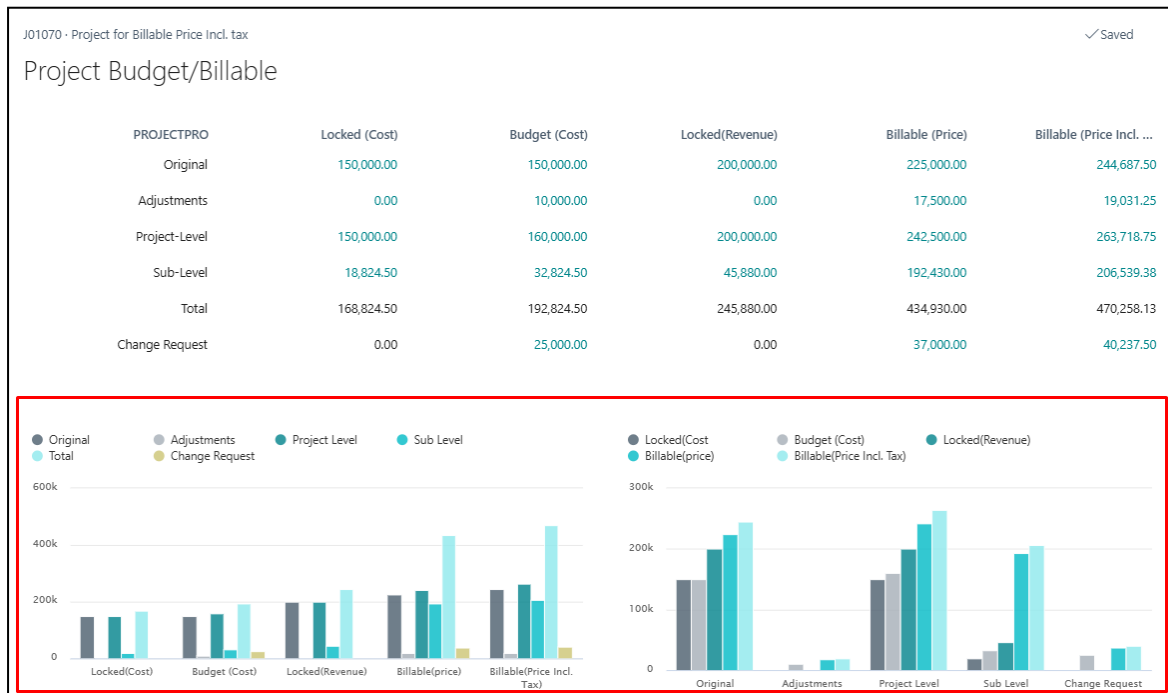 J01070 · Project for Billable Price Incl. tax
✓Saved
Project Budget/Billable
PROJECTPRO Locked (Cost) Budget (Cost) Locked(Revenue) Billable (Price) Billable (Price Incl. ...
Original 150,000.00 150,000.00 200,000.00 225,000.00 244,687.50
Adjustments 0.00 10,000.00 0.00 17,500.00 19,031.25
Project-Level 150,000.00 160,000.00 200,000.00 242,500.00 263,718.75
Sub-Level 18,824.50 32,824.50 45,880.00 192,430.00 206,539.38
Total 168,824.50 192,824.50 245,880.00 434,930.00 470,258.13
Change Request 0.00 25,000.00 0.00 37,000.00 40,237.50
Original Adjustments Project Level Sub Level
Total Change Request
600k
400k
200k
0
Locked(Cost) Budget (Cost) Locked(Revenue) Billable(price) Billable(Price Incl.
Tax)
Locked(Cost Budget (Cost) Locked(Revenue)
Billable(price) Billable(Price Incl. Tax)
300k
200k
100k
0
Original Adjustments Project Level Sub Level Change Request